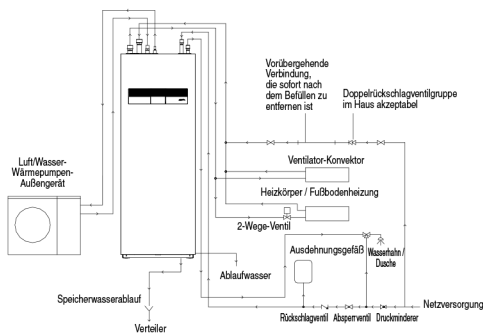 Vorübergehende
Verbindung,
die sofort nach
dem Befüllen zu
entfernen ist
Doppelrückschlagventilgruppe
im Haus akzeptabel
Luft/Wasser-
Wärmepumpen-
Außengerät
Ventilator-Konvektor
Heizkörper / Fußbodenheizung
2-Wege-Ventil
Ausdehnungsgefäß
Wasserhahn /
Dusche
Ablaufwasser
Speicherwasserablauf
Verteiler
Rückschlagventil
Absperrventil
Druckminderer
Netzversorgung